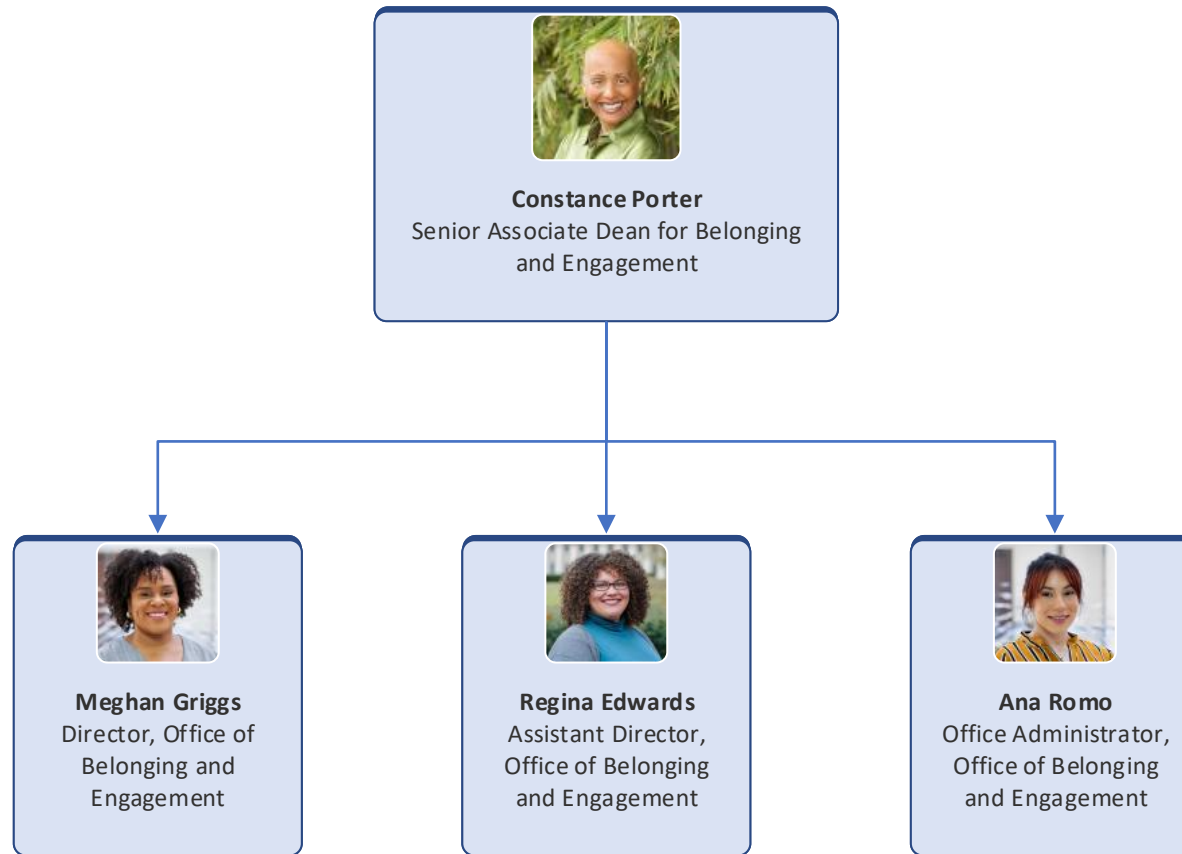 Constance Porter
Senior Associate Dean for Belonging
and Engagement
Meghan Griggs
Director, Office of
Belonging and
Engagement
Regina Edwards
Assistant Director,
Office of Belonging
and Engagement
Ana Romo
Office Administrator,
Office of Belonging
and Engagement